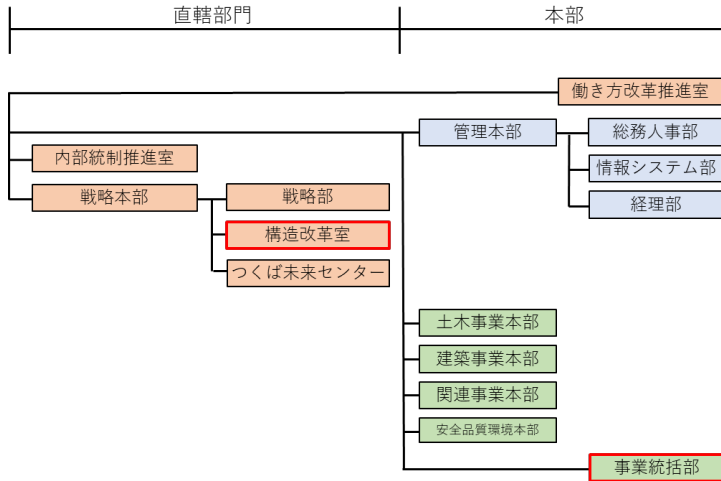 直轄部門
本部
働き方改革推進室
管理本部
総務人事部
内部統制推進室
情報システム部
戦略本部
戦略部
経理部
構造改革室
つくば未来センター
土木事業本部
建築事業本部
関連事業本部
安全品質環境本部
事業統括部